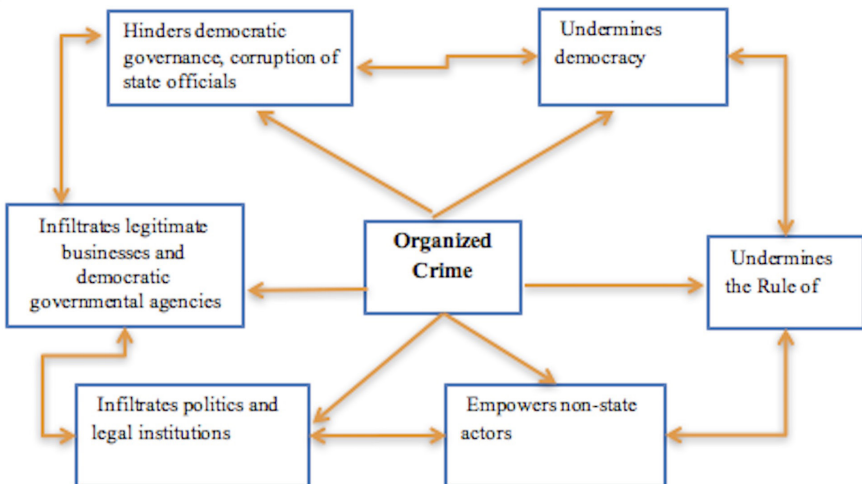 Hinders democratic
governance, corruption of
state officials
Undermines
democracy
Infiltrates legitimate
businesses and
democratic
governmental agencies
Organized
Crime
Undermines
the Rule of
Infiltrates politics and
legal institutions
Empowers non-state
actors